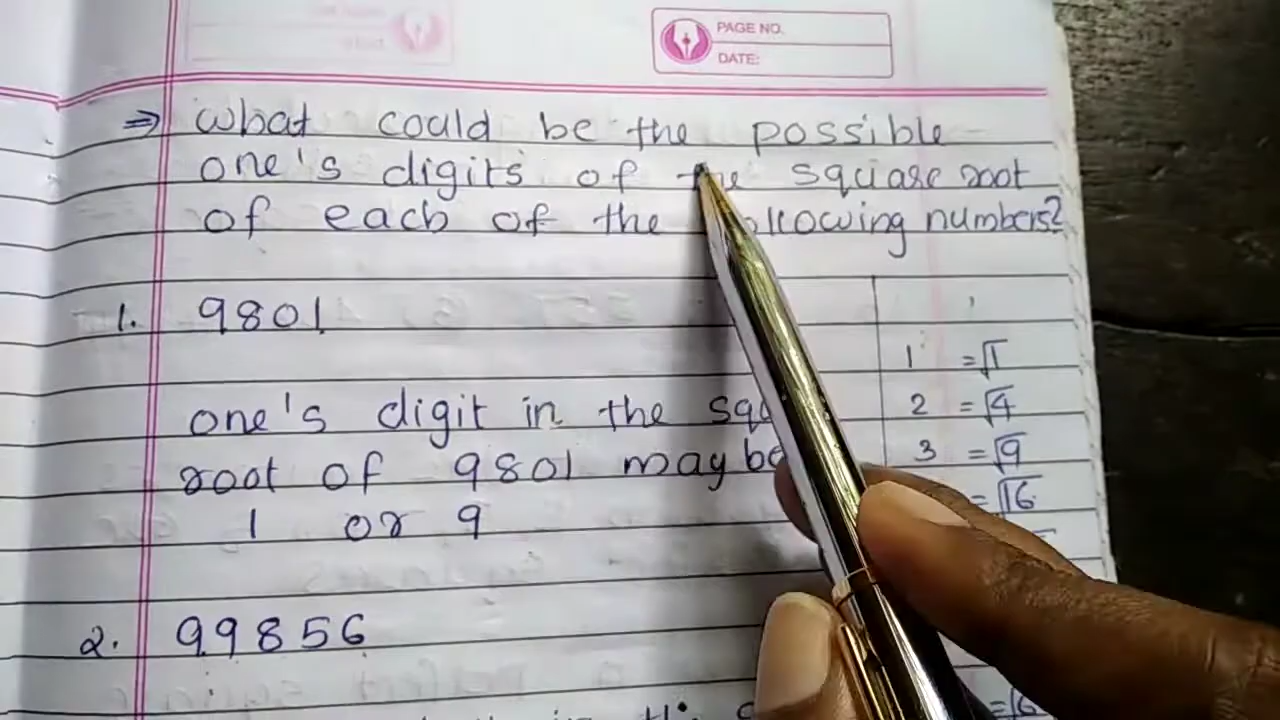 PAGE NO.
DATE:
⇒ What could be the possible
one's digits of the square root
of each of the following numbers?
1. 9801
1 = √1
2 = √4
3 = √9
= √16
one's digit in the squ
root of 9801 may be
1 or 9
2. 99856